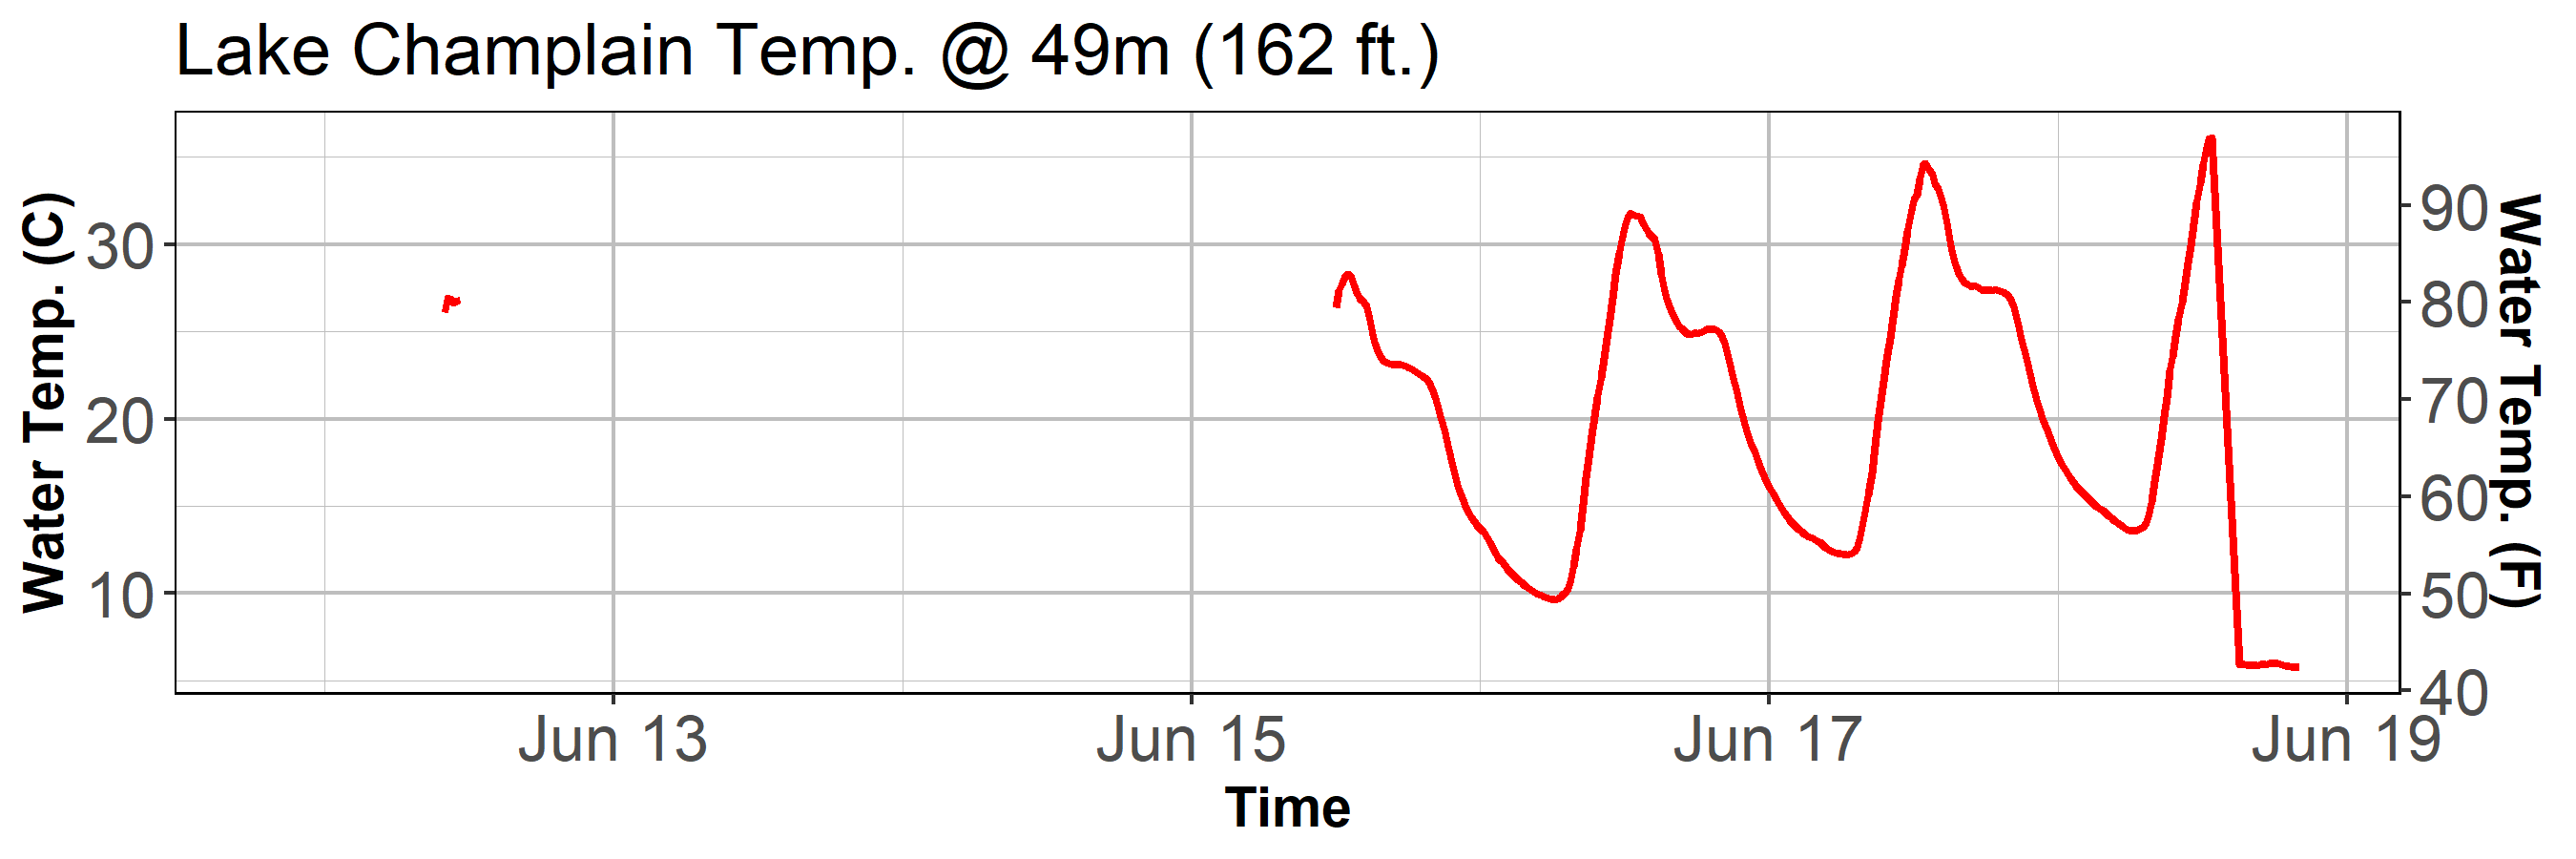 Lake Champlain Temp. @ 49m (162 ft.)
Water Temp. (C)
30
20
10
90
80
70
60
50
40
Water Temp. (F)
Jun 13
Jun 15
Jun 17
Jun 19
Time